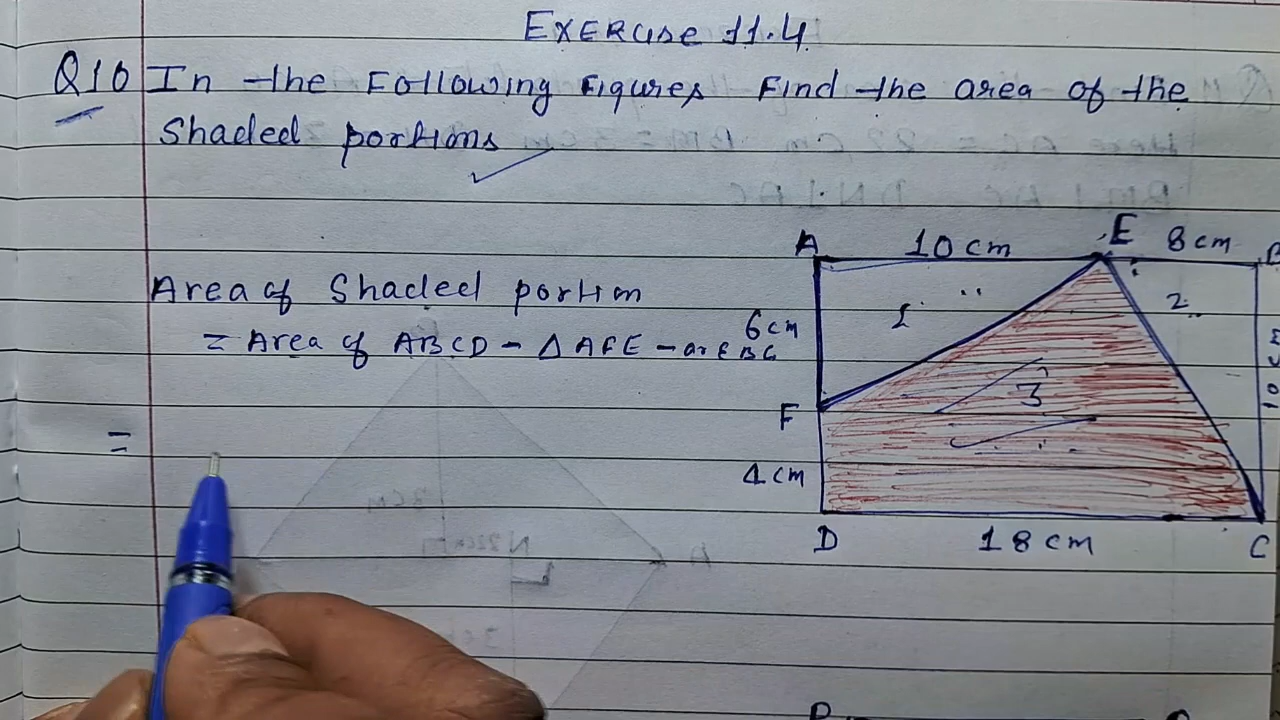 Exercise 11.4
Q10 In the Following Figures Find the area of the
Shaded portions
A 10 cm E 8 cm B
Area of Shaded portion
= Area of ABCD - Δ AFE - ar EBC
6 cm
1
2
3
10 cm
F
=
4 cm
D 18 cm C